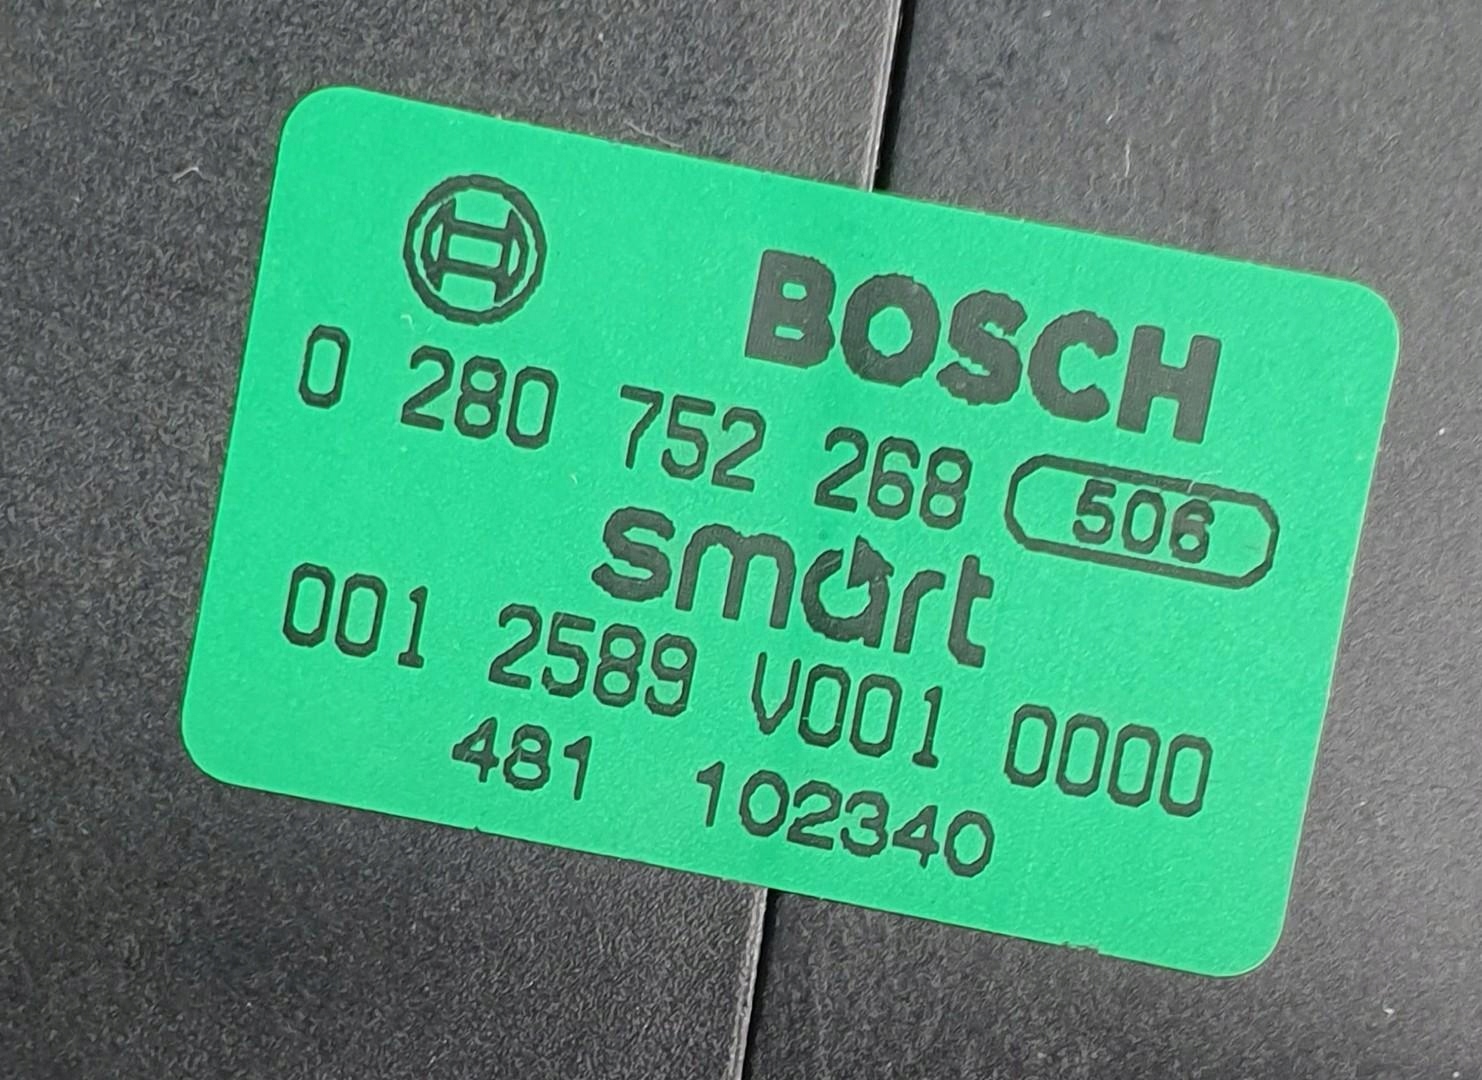 BOSCH
0 280 752 268 506
smart
001 2589 V001 0000
481 102340